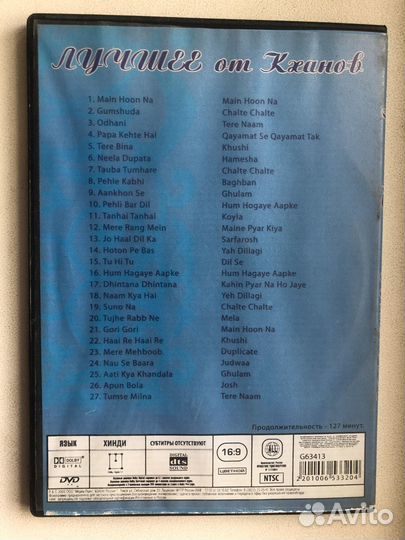 ЛУЧШЕЕ от Кханов
1. Main Hoon Na Main Hoon Na
2. Gumshuda Chalte Chalte
3. Odhani Tere Naam
4. Papa Kehte Hai Qayamat Se Qayamat Tak
5. Tere Bina Khushi
6. Neela Dupata Hamesha
7. Tauba Tumhare Chalte Chalte
8. Pehle Kabhi Baghban
9. Aankhon Se Ghulam
10. Pehli Bar Dil Hum Hogaye Aapke
11. Tanhai Tanhai Koyla
12. Mere Rang Mein Maine Pyar Kiya
13. Jo Haal Dil Ka Sarfarosh
14. Hoton Pe Bas Yah Dillagi
15. Tu Hi Tu Dil Se
16. Hum Hagaye Aapke Hum Hagaye Aapke
17. Dhintana Dhintana Kahin Pyar Na Ho Jaye
18. Naam Kya Hai Yeh Dillagi
19. Suno Na Chalte Chalte
20. Tujhe Rabb Ne Mela
21. Gori Gori Main Hoon Na
22. Haai Re Haai Re Khushi
23. Mere Mehboob Duplicate
24. Nau Se Baara Judwaa
25. Aati Kya Khandala Ghulam
26. Apun Bola Josh
27. Tumse Milna Tere Naam
Продолжительность - 127 минут.
ЯЗЫК ХИНДИ СУБТИТРЫ ОТСУТСТВУЮТ
DOLBY DIGITAL
DIGITAL dts SOUND
16:9
ЦВЕТНОЙ
ALL
NTSC
G63413
2201006 533204
DVD
Avito